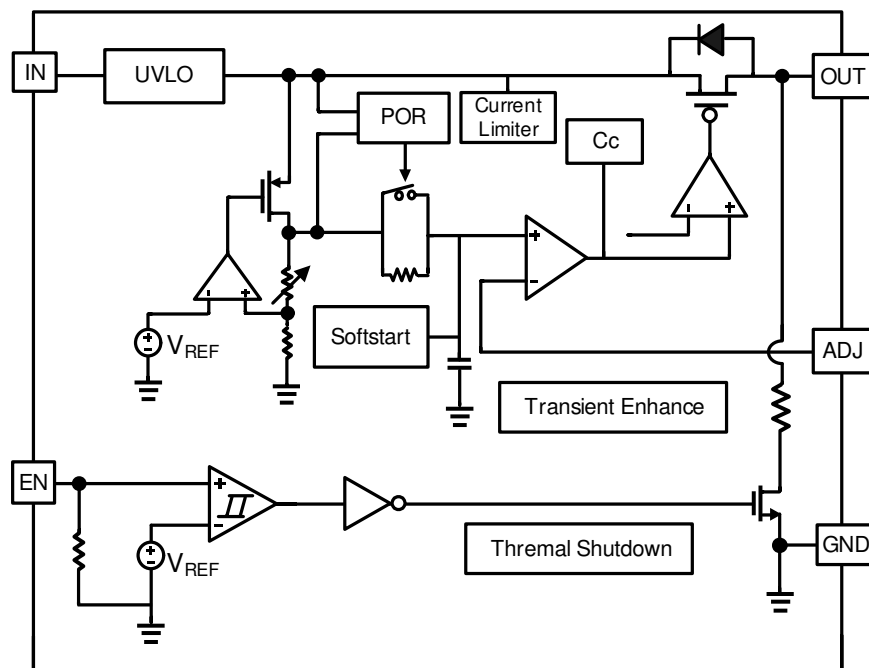 IN
UVLO
OUT
POR
Current
Limiter
Cc
-
+
+
-
-
+
VREF
Softstart
ADJ
Transient Enhance
EN
+
-
VREF
Thremal Shutdown
GND